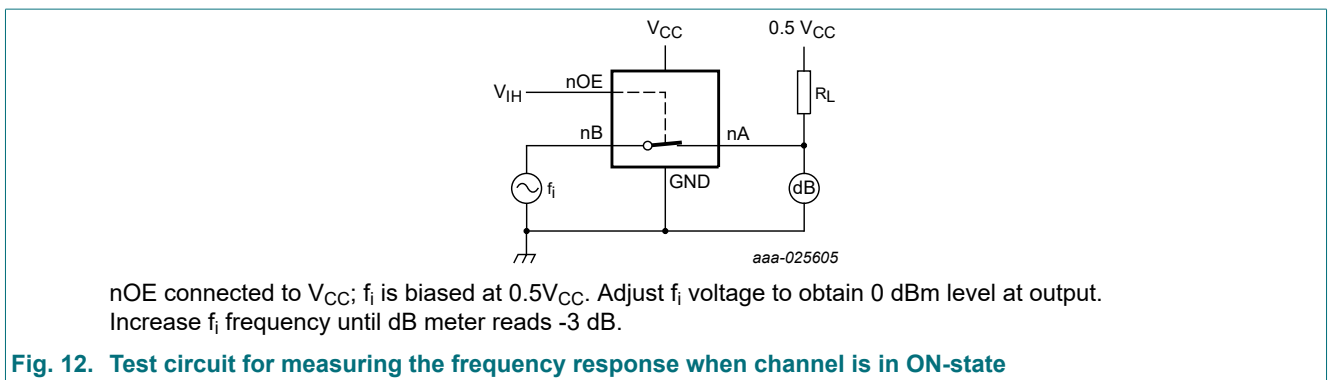 VCC
0.5 VCC
nOE
VIH
RL
nB
nA
GND
fi
dB
aaa-025605
nOE connected to VCC; fi is biased at 0.5VCC. Adjust fi voltage to obtain 0 dBm level at output.
Increase fi frequency until dB meter reads -3 dB.
Fig. 12. Test circuit for measuring the frequency response when channel is in ON-state